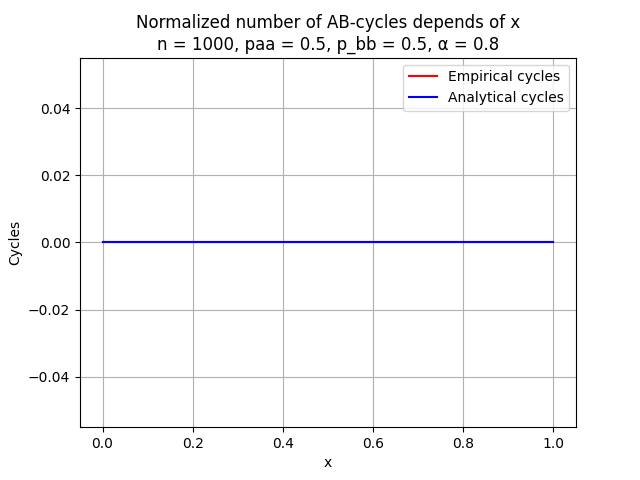 Normalized number of AB-cycles depends of x
n = 1000, paa = 0.5, p_bb = 0.5, α = 0.8
Empirical cycles
Analytical cycles
0.04
0.02
0.00
−0.02
−0.04
Cycles
0.0 0.2 0.4 0.6 0.8 1.0
x